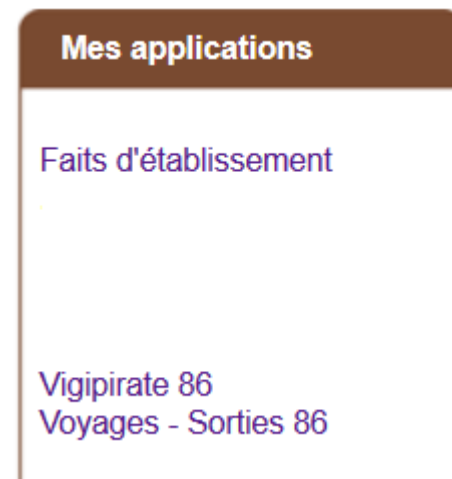 Mes applications
Faits d'établissement
Vigipirate 86
Voyages - Sorties 86